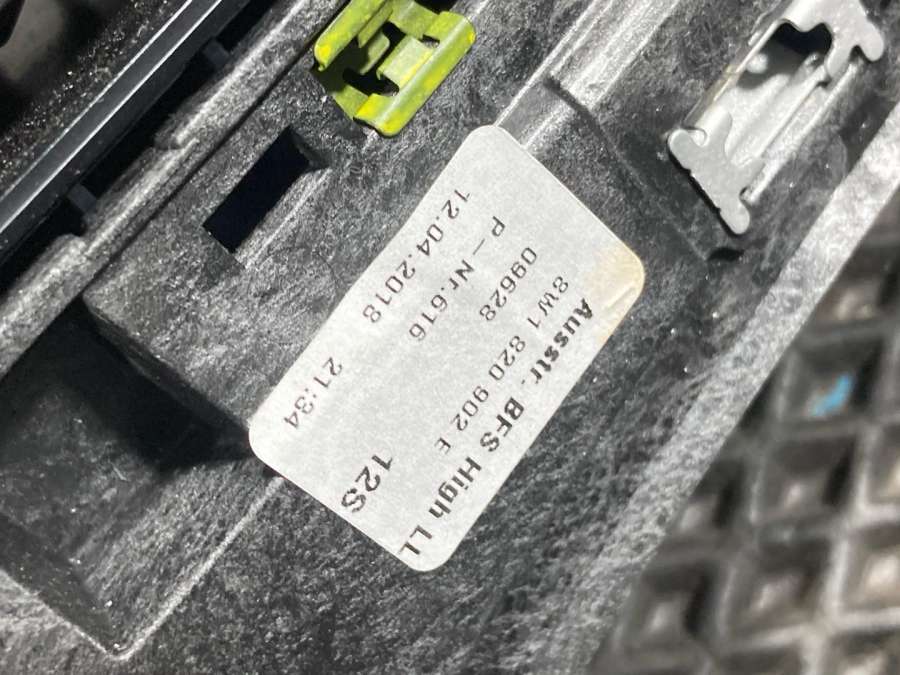 Ausstr. BFS High LL
8W1 820 902 E
09628
P-Nr.616
12.04.2018 21:34
12S